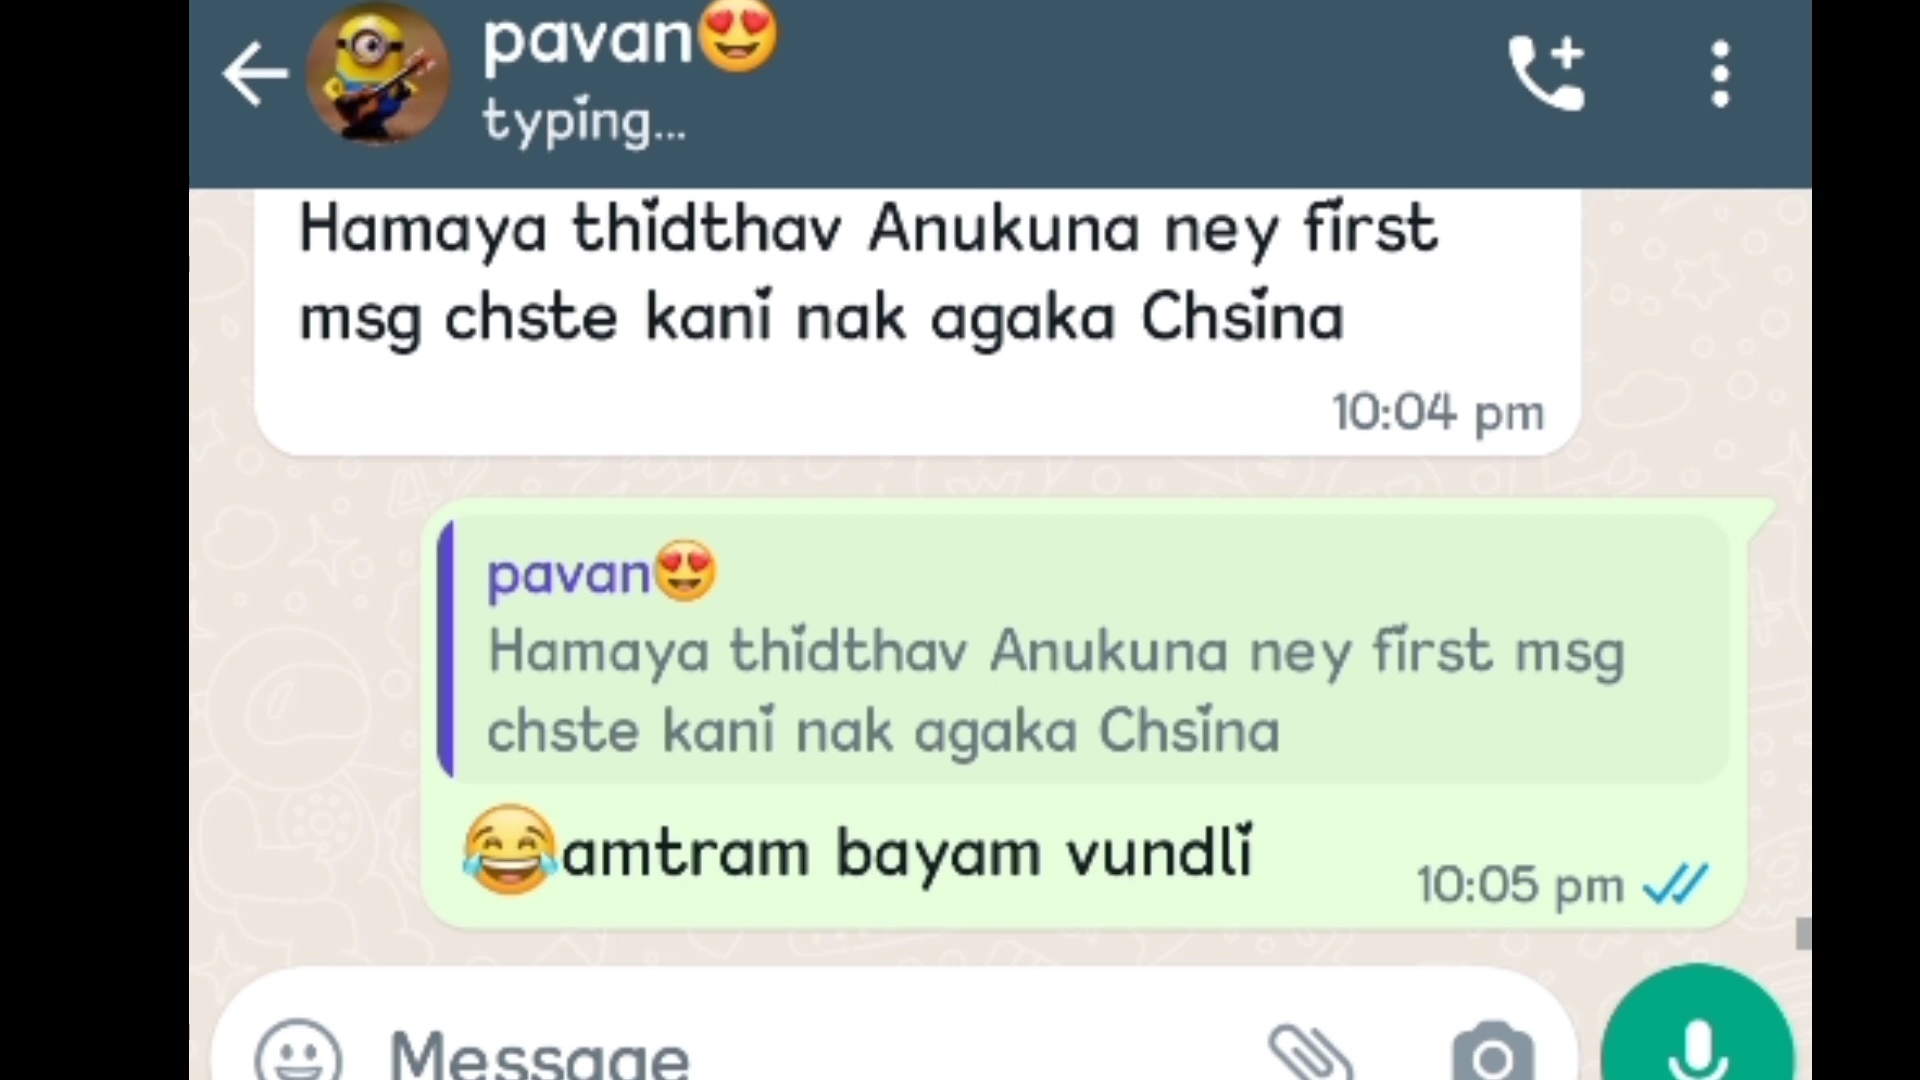 pavan😍
typing...
Hamaya thidthav Anukuna ney first
msg chste kani nak agaka Chsina
10:04 pm
pavan😍
Hamaya thidthav Anukuna ney first msg
chste kani nak agaka Chsina
😂amtram bayam vundli
10:05 pm
Message